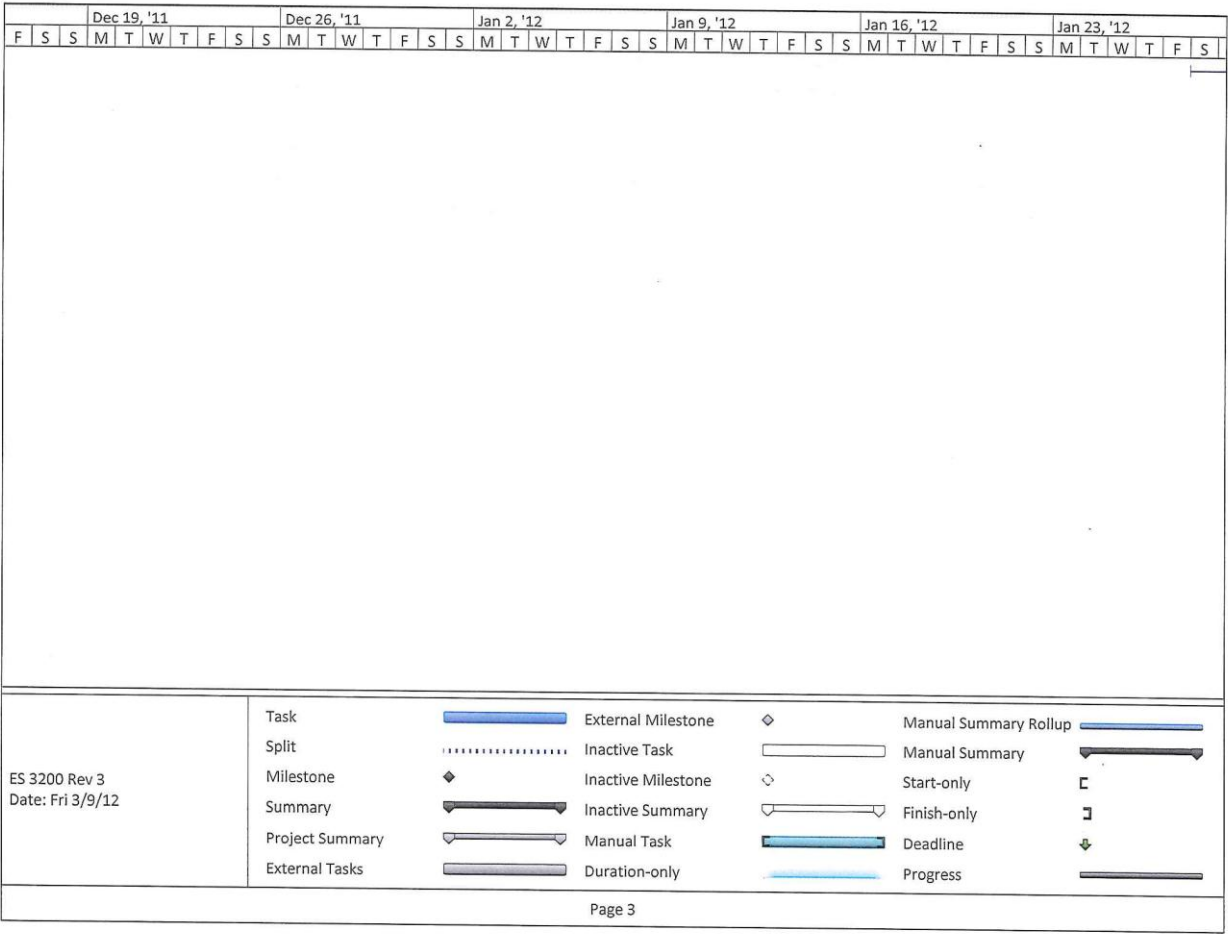 Dec 19, '11 Dec 26, '11 Jan 2, '12 Jan 9, '12 Jan 16, '12 Jan 23, '12
F S S M T W T F S S M T W T F S S M T W T F S S M T W T F S S M T W T F S S M T W T F S
Task External Milestone Manual Summary Rollup
Split Inactive Task Manual Summary
ES 3200 Rev 3
Date: Fri 3/9/12
Milestone Inactive Milestone Start-only
Summary Inactive Summary Finish-only
Project Summary Manual Task Deadline
External Tasks Duration-only Progress
Page 3